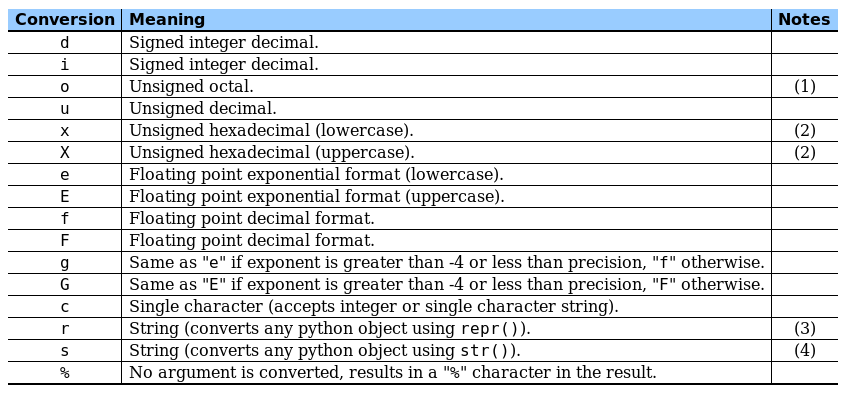 Conversion Meaning Notes
d Signed integer decimal.
i Signed integer decimal.
o Unsigned octal. (1)
u Unsigned decimal.
x Unsigned hexadecimal (lowercase). (2)
X Unsigned hexadecimal (uppercase). (2)
e Floating point exponential format (lowercase).
E Floating point exponential format (uppercase).
f Floating point decimal format.
F Floating point decimal format.
g Same as "e" if exponent is greater than -4 or less than precision, "f" otherwise.
G Same as "E" if exponent is greater than -4 or less than precision, "F" otherwise.
c Single character (accepts integer or single character string).
r String (converts any python object using repr()). (3)
s String (converts any python object using str()). (4)
% No argument is converted, results in a "%" character in the result.